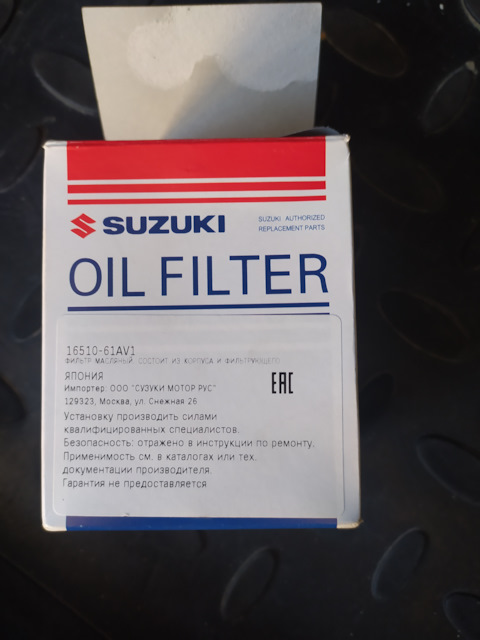 SUZUKI
SUZUKI AUTHORIZED
REPLACEMENT PARTS
OIL FILTER
16510-61AV1
ФИЛЬТР МАСЛЯНЫЙ, СОСТОИТ ИЗ КОРПУСА И ФИЛЬТРУЮЩЕГО
ЯПОНИЯ
Импортер: ООО "СУЗУКИ МОТОР РУС"
129323, Москва, ул. Снежная 26
EAC
Установку производить силами
квалифицированных специалистов.
Безопасность: отражено в инструкции по ремонту.
Применимость см. в каталогах или тех.
документации производителя.
Гарантия не предоставляется